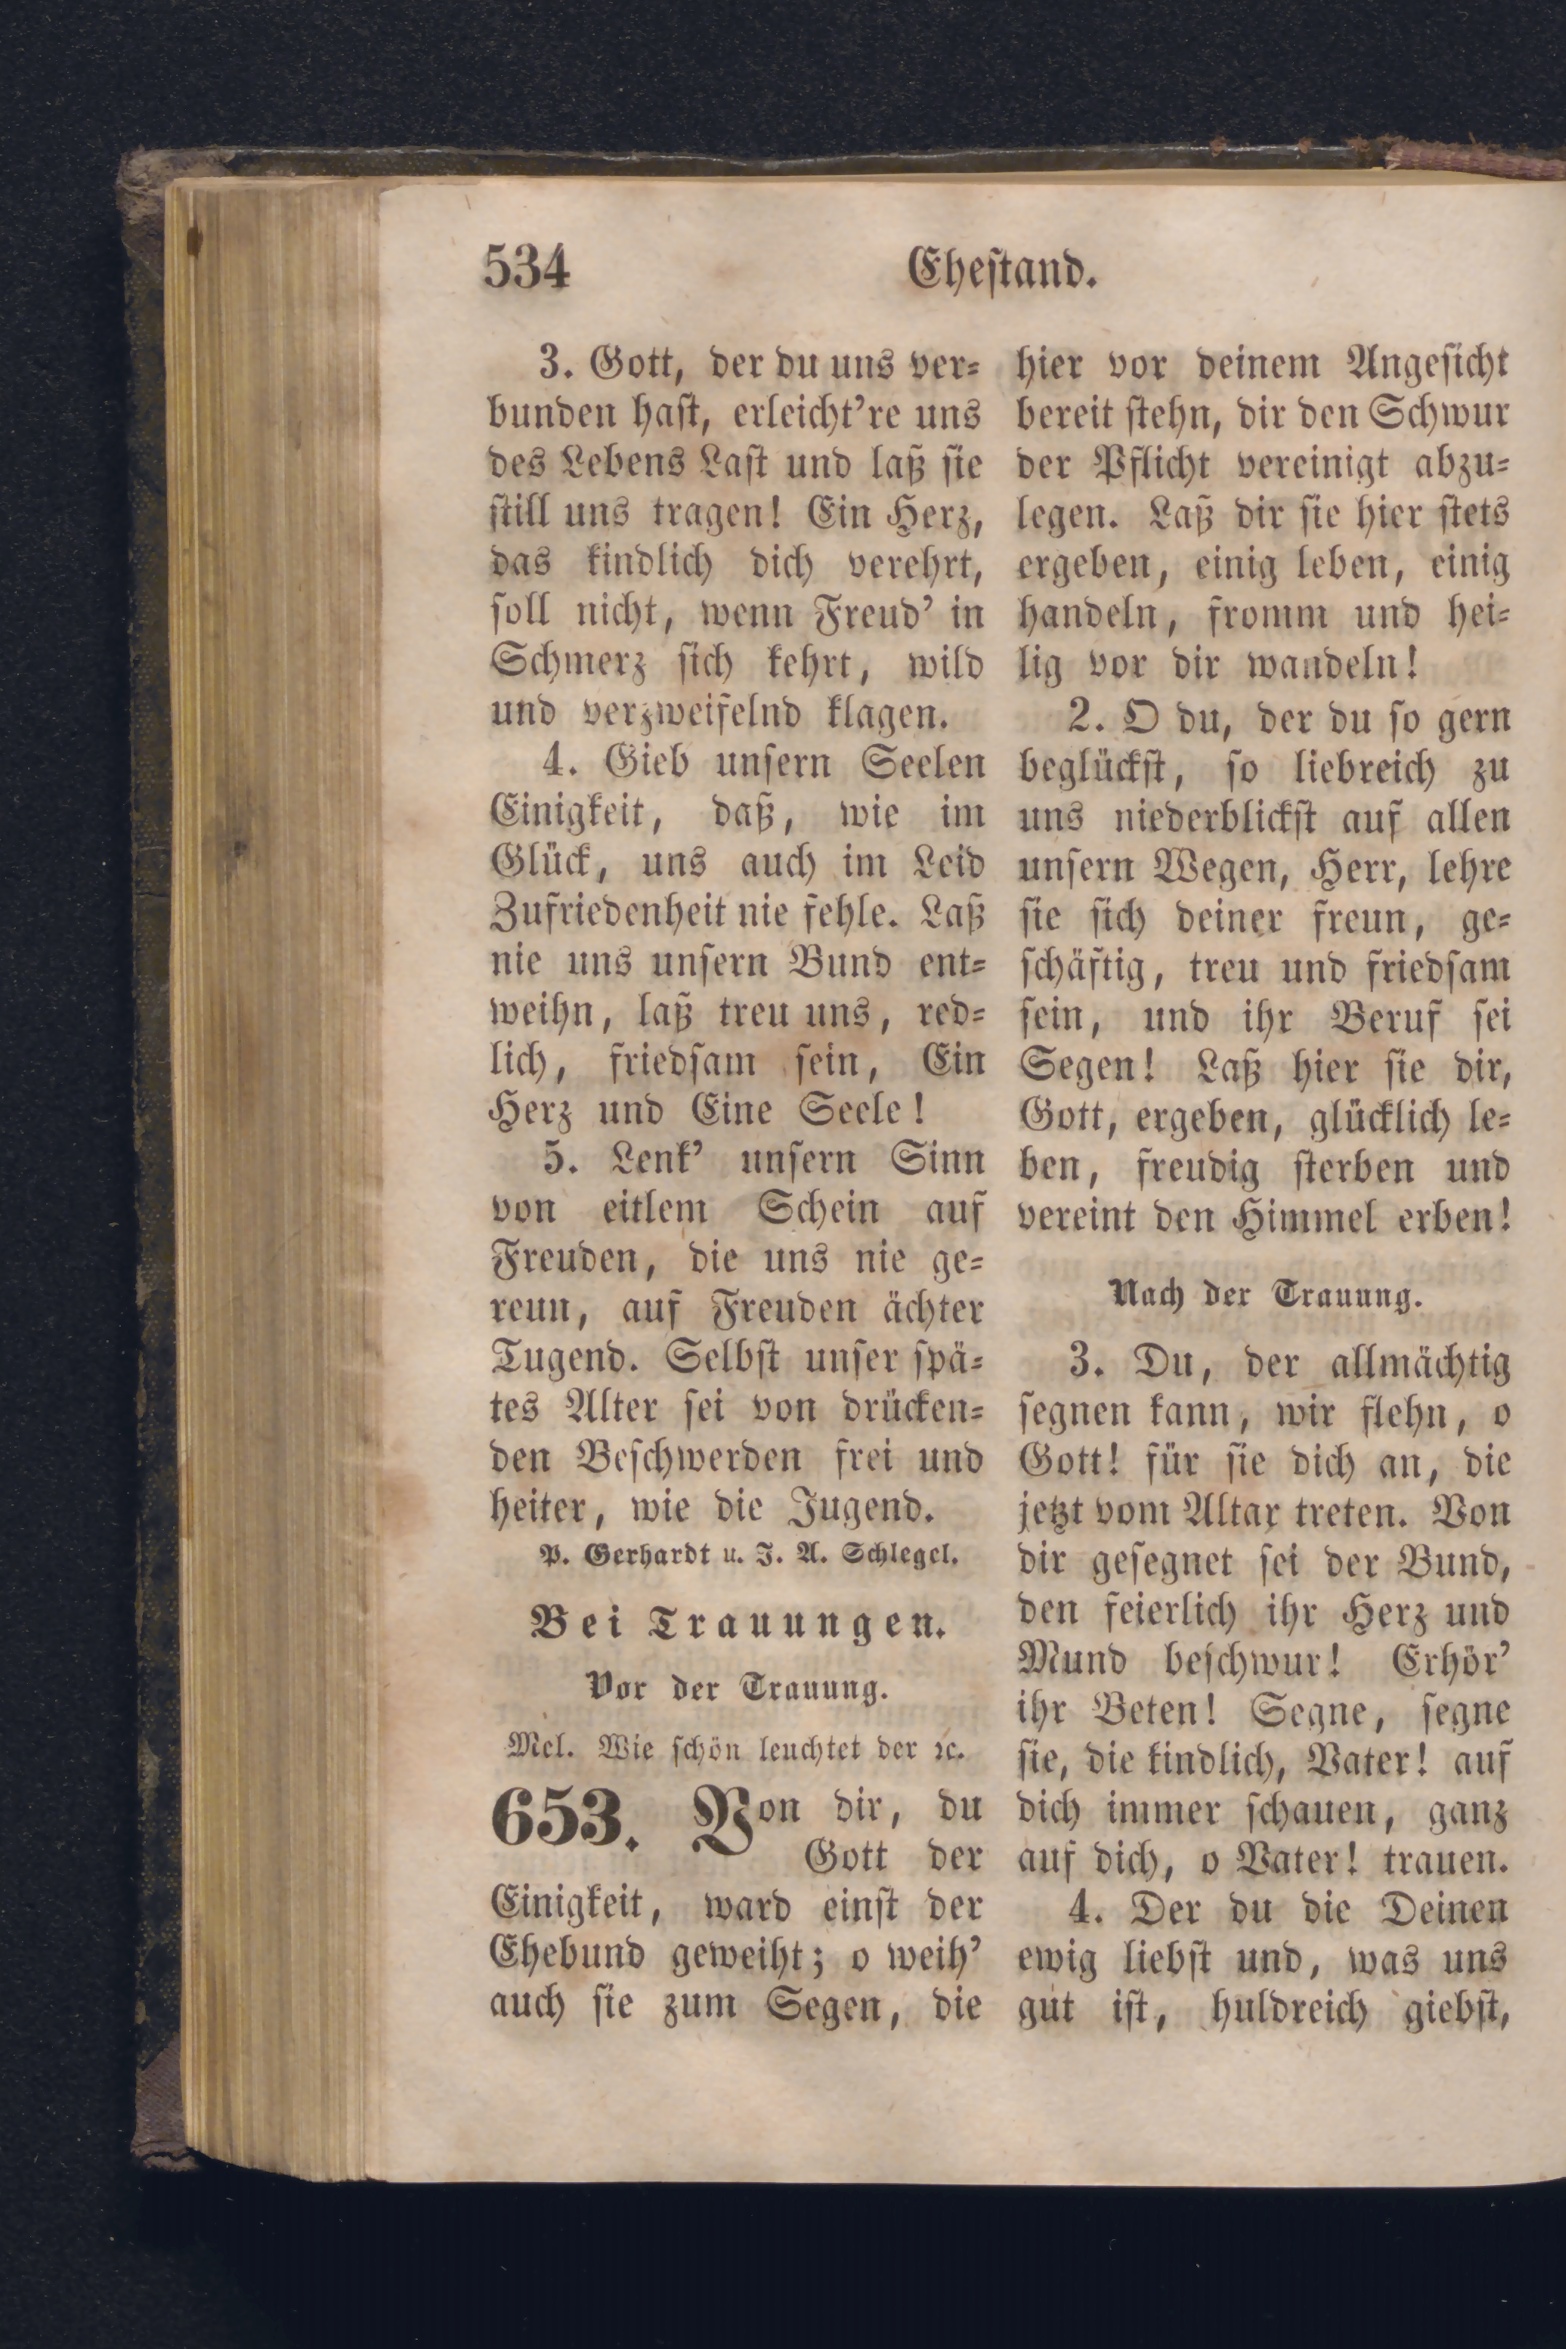 534
Eheſtand.
3. Gott, der du uns ver⸗
bunden haſt, erleicht’re uns
des Lebens Laſt und laß ſie
ſtill uns tragen! Ein Herz,
das kindlich dich verehrt,
ſoll nicht, wenn Freud’ in
Schmerz ſich kehrt, wild
und verzweifelnd klagen.
4. Gieb unſern Seelen
Einigkeit, daß, wie im
Glück, uns auch im Leid
Zufriedenheit nie fehle. Laß
nie uns unſern Bund ent⸗
weihn, laß treu uns, red⸗
lich, friedſam ſein, Ein
Herz und Eine Seele!
5. Lenk’ unſern Sinn
von eitlem Schein auf
Freuden, die uns nie ge⸗
reun, auf Freuden ächter
Tugend. Selbſt unſer ſpä⸗
tes Alter ſei von drücken⸗
den Beſchwerden frei und
heiter, wie die Jugend.
P. Gerhardt u. J. A. Schlegel.
Bei Trauungen.
Vor der Trauung.
Mel. Wie ſchön leuchtet der ꝛc.
653. Von dir, du
Gott der
Einigkeit, ward einſt der
Ehebund geweiht; o weih’
auch ſie zum Segen, die
hier vor deinem Angeſicht
bereit ſtehn, dir den Schwur
der Pflicht vereinigt abzu⸗
legen. Laß dir ſie hier ſtets
ergeben, einig leben, einig
handeln, fromm und hei⸗
lig vor dir wandeln!
2. O du, der du ſo gern
beglückſt, ſo liebreich zu
uns niederblickſt auf allen
unſern Wegen, Herr, lehre
ſie ſich deiner freun, ge⸗
ſchäftig, treu und friedſam
ſein, und ihr Beruf ſei
Segen! Laß hier ſie dir,
Gott, ergeben, glücklich le⸗
ben, freudig ſterben und
vereint den Himmel erben!
Nach der Trauung.
3. Du, der allmächtig
ſegnen kann, wir flehn, o
Gott! für ſie dich an, die
jetzt vom Altar treten. Von
dir geſegnet ſei der Bund,
den feierlich ihr Herz und
Mund beſchwur! Erhör’
ihr Beten! Segne, ſegne
ſie, die kindlich, Vater! auf
dich immer ſchauen, ganz
auf dich, o Vater! trauen.
4. Der du die Deinen
ewig liebſt und, was uns
gut iſt, huldreich giebſt,